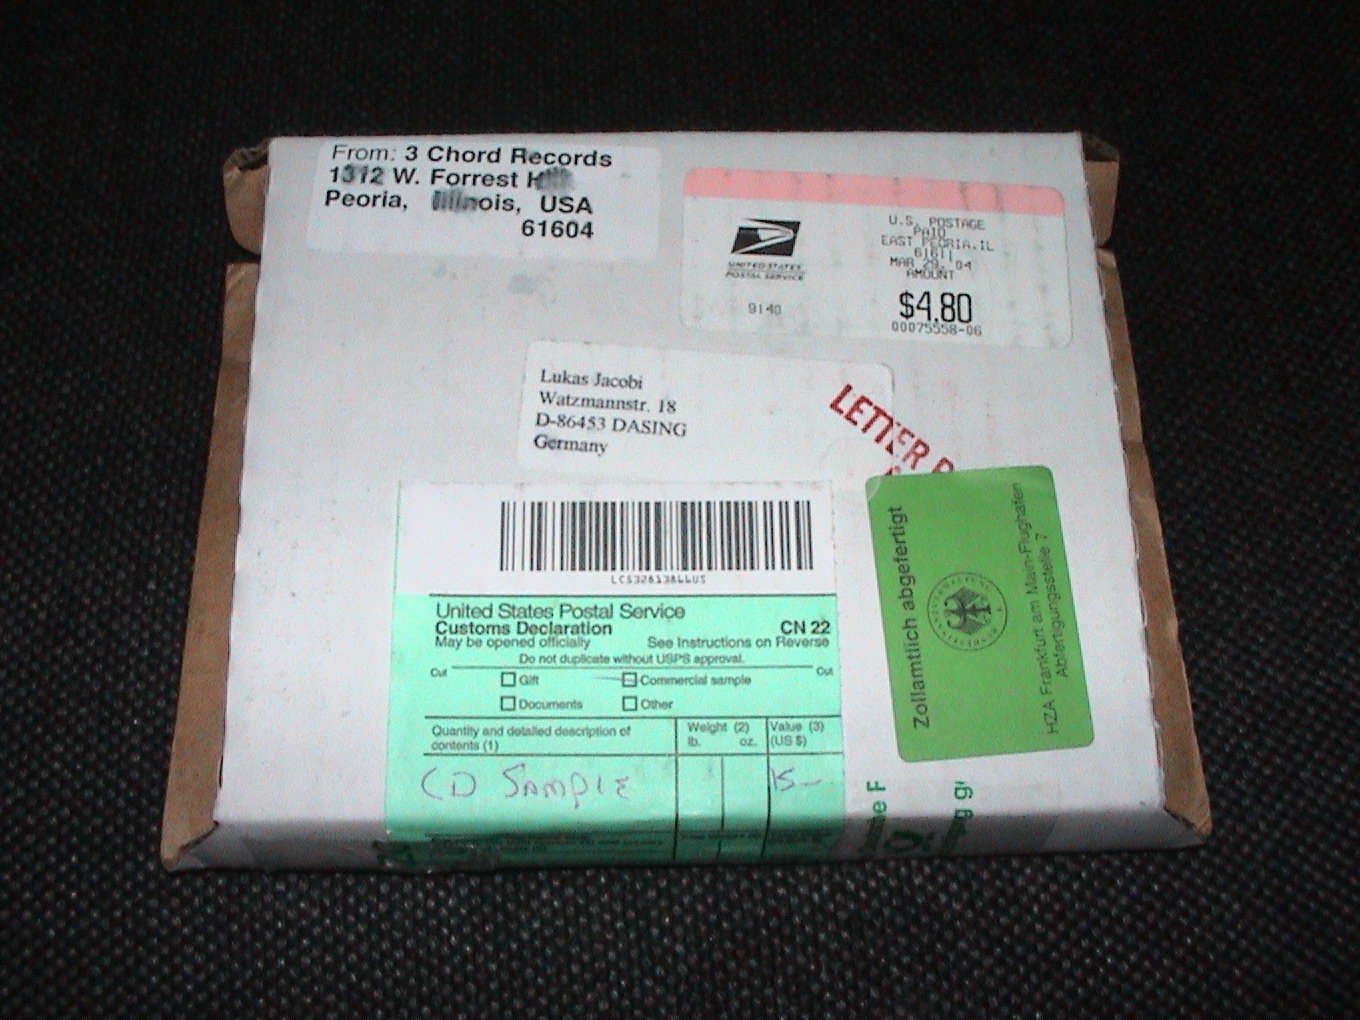 From: 3 Chord Records
1312 W. Forrest
Peoria, Illinois, USA
61604
UNITED STATES
POSTAL SERVICE
9140
U.S. POSTAGE
PAID
EAST PEORIA, IL
61611
MAR 29, 04
AMOUNT
$4.80
00075558-06
Lukas Jacobi
Watzmannstr. 18
D-86453 DASING
Germany
LETTER
United States Postal Service
Customs Declaration CN 22
May be opened officially See Instructions on Reverse
Do not duplicate without USPS approval.
Cut Cut
Gift Commercial sample
Documents Other
Quantity and detailed description of contents (1)
Weight (2)
lb. oz.
Value (3)
(US $)
CD SAMPLE 15–
Zollamtlich abgefertigt
HZA Frankfurt am Main-Flughafen
Abfertigungsstelle 7